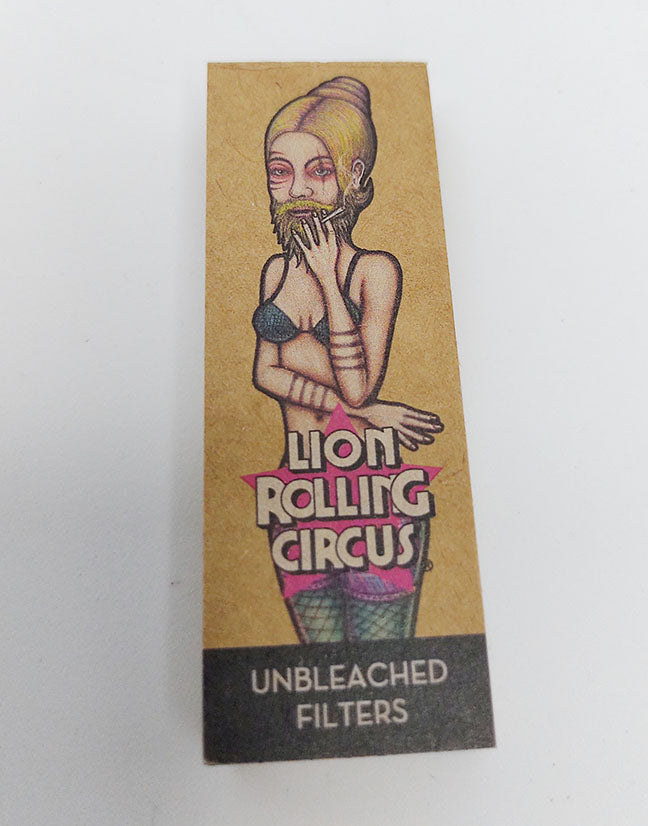 LION
ROLLING
CIRCUS
UNBLEACHED
FILTERS